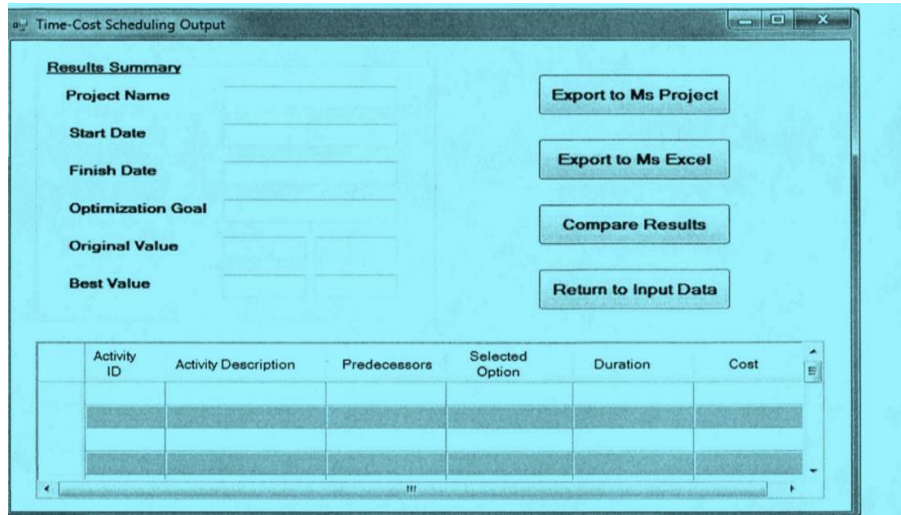 Time-Cost Scheduling Output
Results Summary
Project Name
Start Date
Finish Date
Optimization Goal
Original Value
Best Value
Export to Ms Project
Export to Ms Excel
Compare Results
Return to Input Data
Activity ID
Activity Description
Predecessors
Selected Option
Duration
Cost